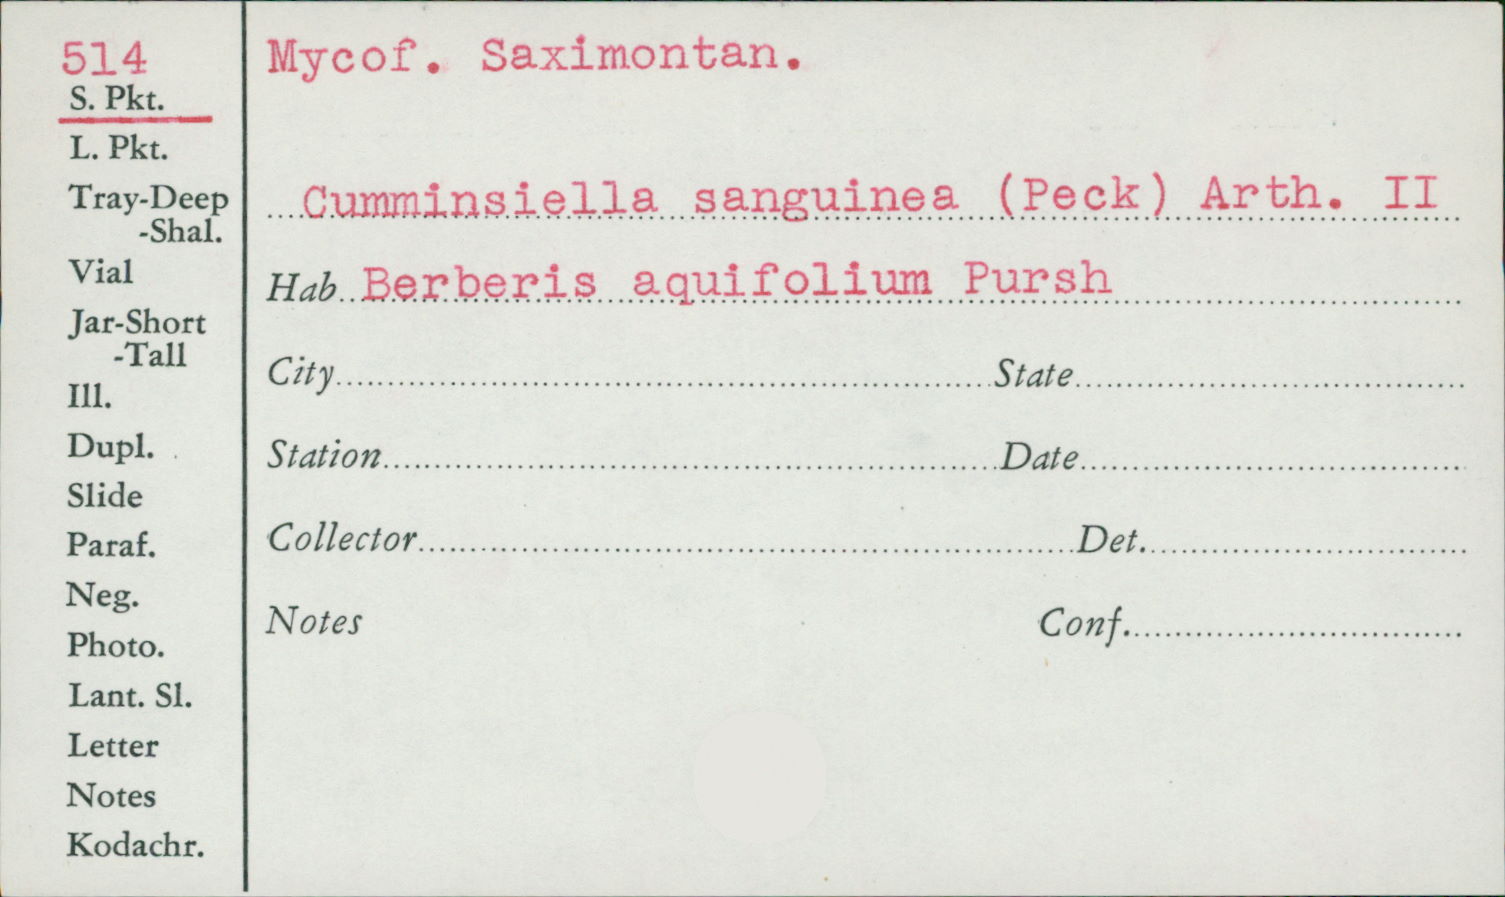 514
S. Pkt.
L. Pkt.
Tray-Deep
-Shal.
Vial
Jar-Short
-Tall
Ill.
Dupl.
Slide
Paraf.
Neg.
Photo.
Lant. Sl.
Letter
Notes
Kodachr.
Mycof. Saximontan.
Cumminsiella sanguinea (Peck) Arth. II
Hab Berberis aquifolium Pursh
City State
Station Date
Collector Det.
Notes Conf.